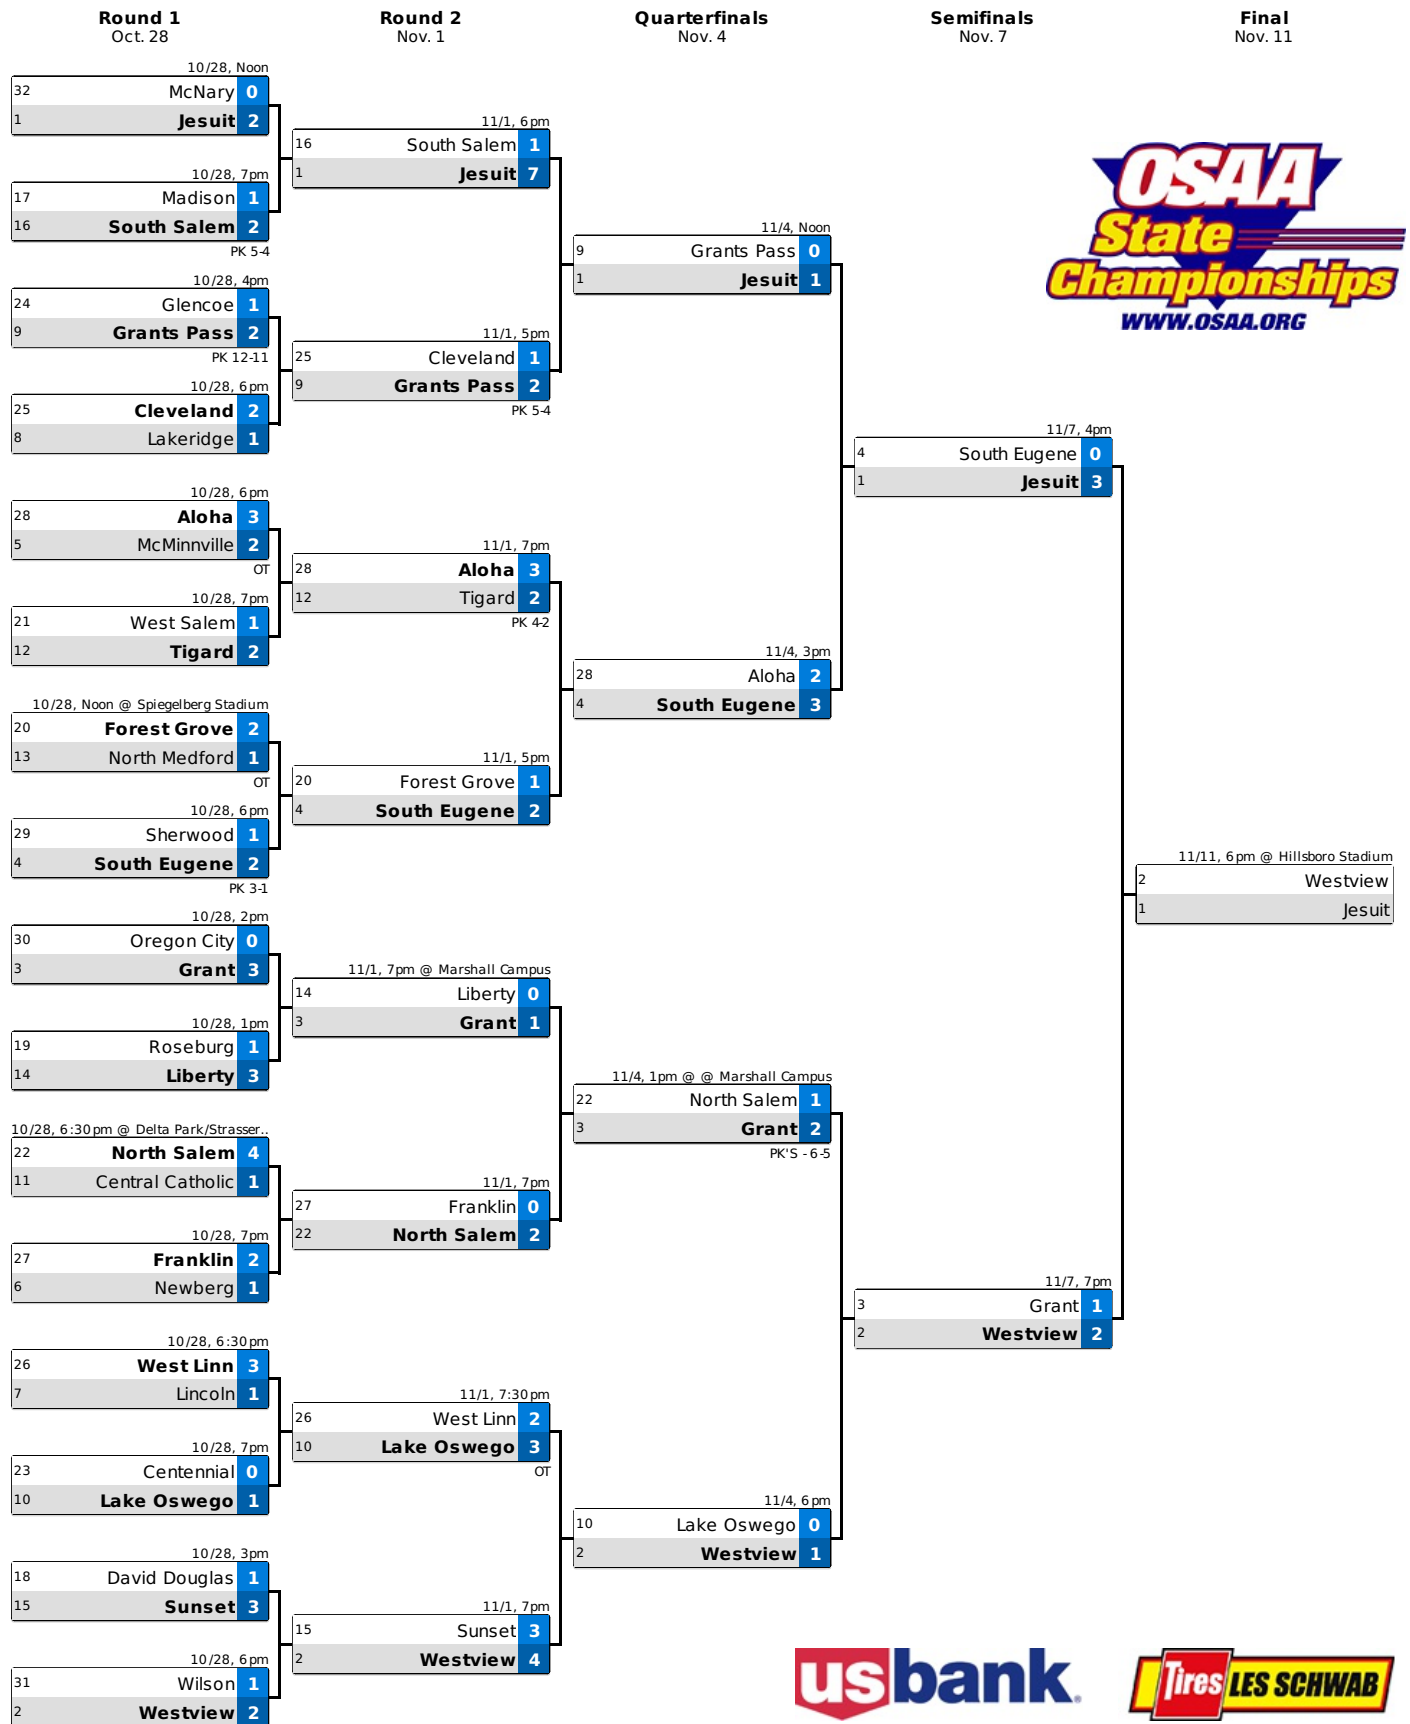 Round 1
Oct. 28
Round 2
Nov. 1
Quarterfinals
Nov. 4
Semifinals
Nov. 7
Final
Nov. 11
10/28, Noon
32 McNary 0
1 Jesuit 2
10/28, 7pm
17 Madison 1
16 South Salem 2
PK 5-4
10/28, 4pm
24 Glencoe 1
9 Grants Pass 2
PK 12-11
10/28, 6pm
25 Cleveland 2
8 Lakeridge 1
10/28, 6pm
28 Aloha 3
5 McMinnville 2
OT
10/28, 7pm
21 West Salem 1
12 Tigard 2
10/28, Noon @ Spiegelberg Stadium
20 Forest Grove 2
13 North Medford 1
OT
10/28, 6pm
29 Sherwood 1
4 South Eugene 2
PK 3-1
10/28, 2pm
30 Oregon City 0
3 Grant 3
10/28, 1pm
19 Roseburg 1
14 Liberty 3
10/28, 6:30pm @ Delta Park/Strasser..
22 North Salem 4
11 Central Catholic 1
10/28, 7pm
27 Franklin 2
6 Newberg 1
10/28, 6:30pm
26 West Linn 3
7 Lincoln 1
10/28, 7pm
23 Centennial 0
10 Lake Oswego 1
10/28, 3pm
18 David Douglas 1
15 Sunset 3
10/28, 6pm
31 Wilson 1
2 Westview 2
11/1, 6pm
16 South Salem 1
1 Jesuit 7
11/1, 5pm
25 Cleveland 1
9 Grants Pass 2
PK 5-4
11/1, 7pm
28 Aloha 3
12 Tigard 2
PK 4-2
11/1, 5pm
20 Forest Grove 1
4 South Eugene 2
11/1, 7pm @ Marshall Campus
14 Liberty 0
3 Grant 1
11/1, 7pm
27 Franklin 0
22 North Salem 2
11/1, 7:30pm
26 West Linn 2
10 Lake Oswego 3
OT
11/1, 7pm
15 Sunset 3
2 Westview 4
11/4, Noon
9 Grants Pass 0
1 Jesuit 1
11/4, 3pm
28 Aloha 2
4 South Eugene 3
11/4, 1pm @ @ Marshall Campus
22 North Salem 1
3 Grant 2
PK'S - 6-5
11/4, 6pm
10 Lake Oswego 0
2 Westview 1
11/7, 4pm
4 South Eugene 0
1 Jesuit 3
11/7, 7pm
3 Grant 1
2 Westview 2
11/11, 6pm @ Hillsboro Stadium
2 Westview
1 Jesuit
OSAA
State
Championships
WWW.OSAA.ORG
usbank.
Tires LES SCHWAB